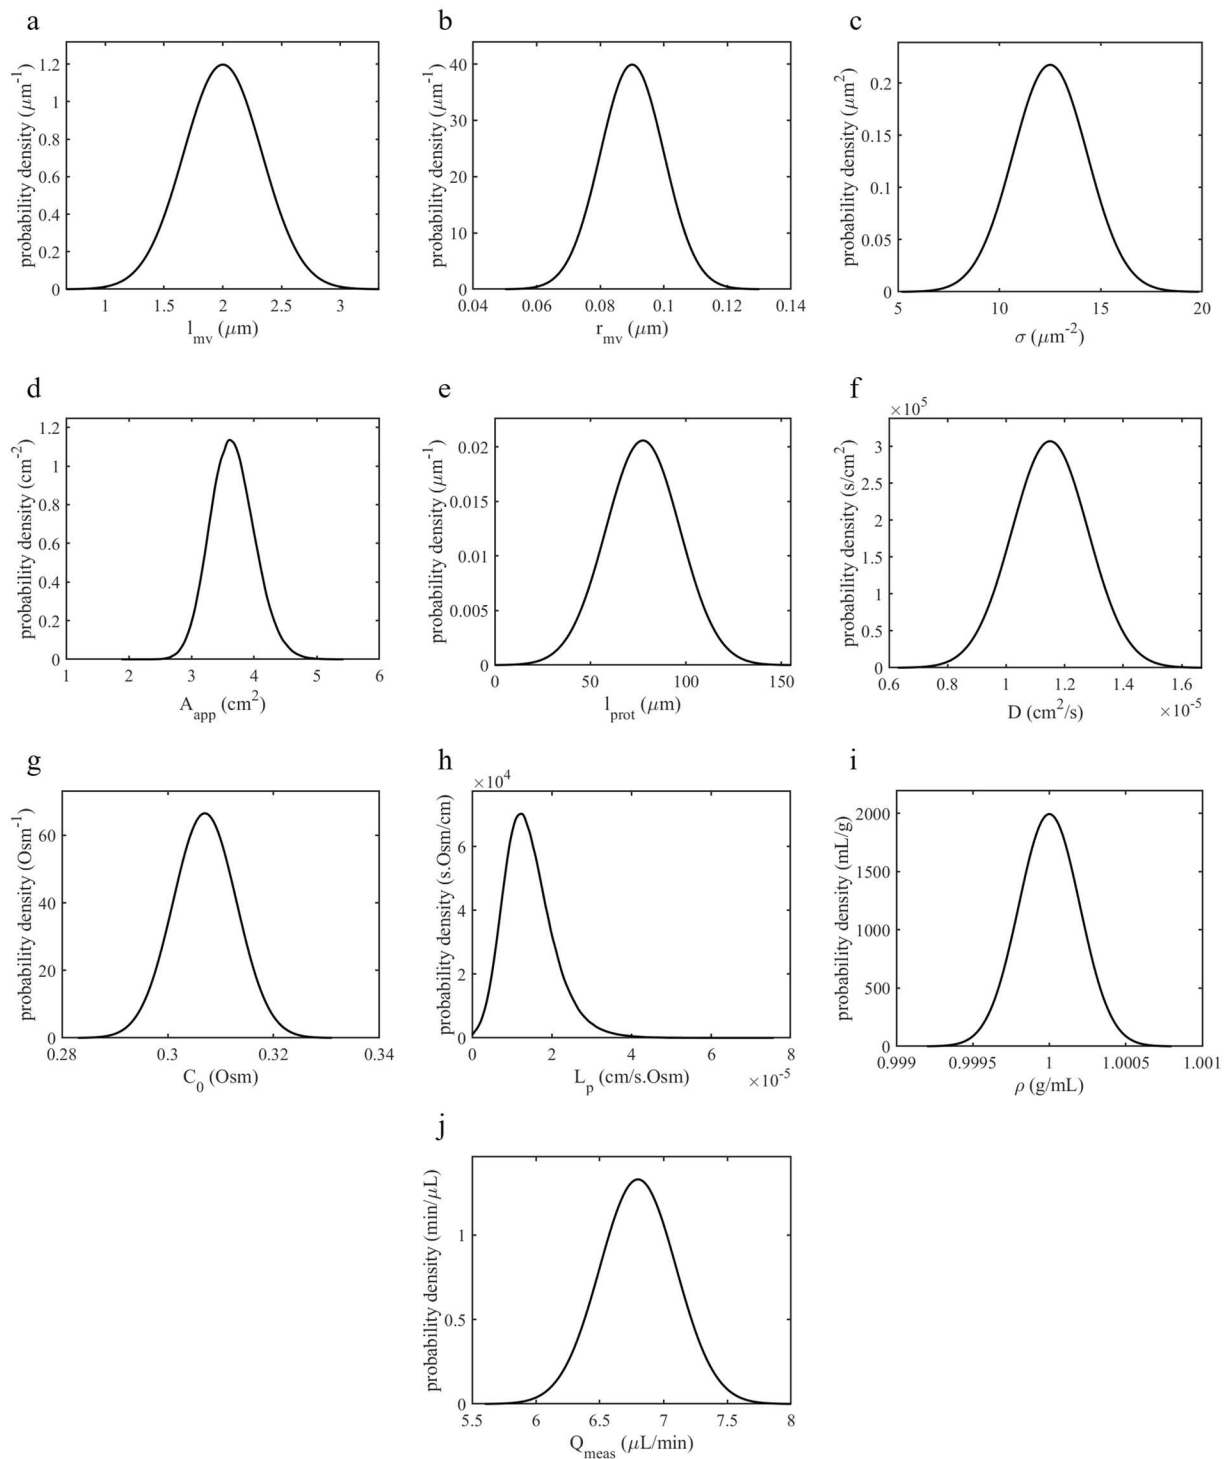 a
probability density (μm⁻¹)
1.2
1
0.8
0.6
0.4
0.2
0
1 1.5 2 2.5 3
l_mv (μm)
b
probability density (μm⁻¹)
40
30
20
10
0
0.04 0.06 0.08 0.1 0.12 0.14
r_mv (μm)
c
probability density (μm²)
0.2
0.15
0.1
0.05
0
5 10 15 20
σ (μm⁻²)
d
probability density (cm⁻²)
1.2
1
0.8
0.6
0.4
0.2
0
1 2 3 4 5 6
A_app (cm²)
e
probability density (μm⁻¹)
0.02
0.015
0.01
0.005
0
0 50 100 150
l_prot (μm)
f
×10⁵
probability density (s/cm²)
3
2.5
2
1.5
1
0.5
0
0.6 0.8 1 1.2 1.4 1.6
D (cm²/s)
×10⁻⁵
g
probability density (Osm⁻¹)
60
40
20
0
0.28 0.3 0.32 0.34
C₀ (Osm)
h
×10⁴
probability density (s.Osm/cm)
6
4
2
0
0 2 4 6 8
L_p (cm/s.Osm)
×10⁻⁵
i
probability density (mL/g)
2000
1500
1000
500
0
0.999 0.9995 1 1.0005 1.001
ρ (g/mL)
j
probability density (min/μL)
1
0.5
0
5.5 6 6.5 7 7.5 8
Q_meas (μL/min)